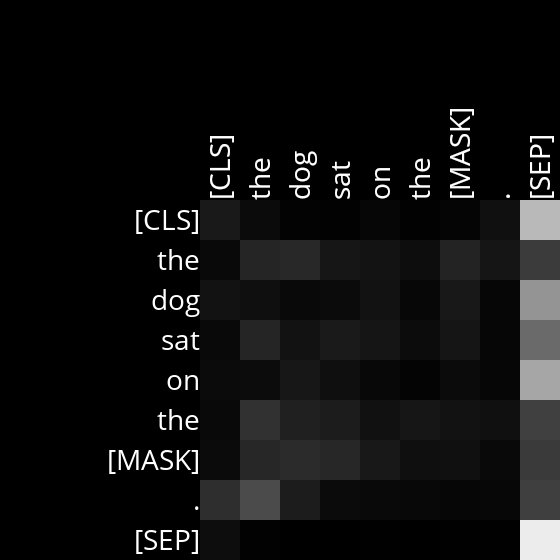 [CLS] the dog sat on the [MASK] . [SEP]
[CLS]
the
dog
sat
on
the
[MASK]
.
[SEP]